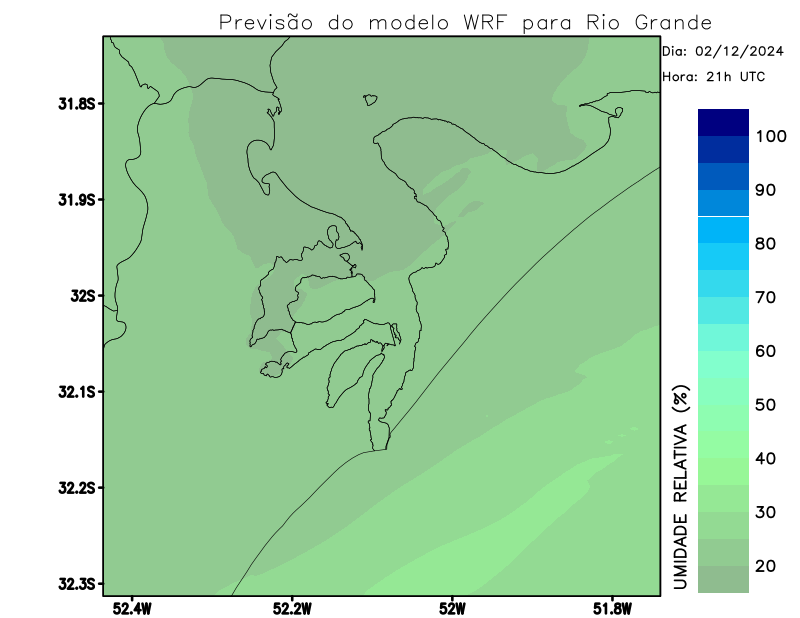 Previsão do modelo WRF para Rio Grande
Dia: 02/12/2024
Hora: 21h UTC
31.8S
31.9S
32S
32.1S
32.2S
32.3S
52.4W
52.2W
52W
51.8W
100
90
80
70
60
50
40
30
20
UMIDADE RELATIVA (%)